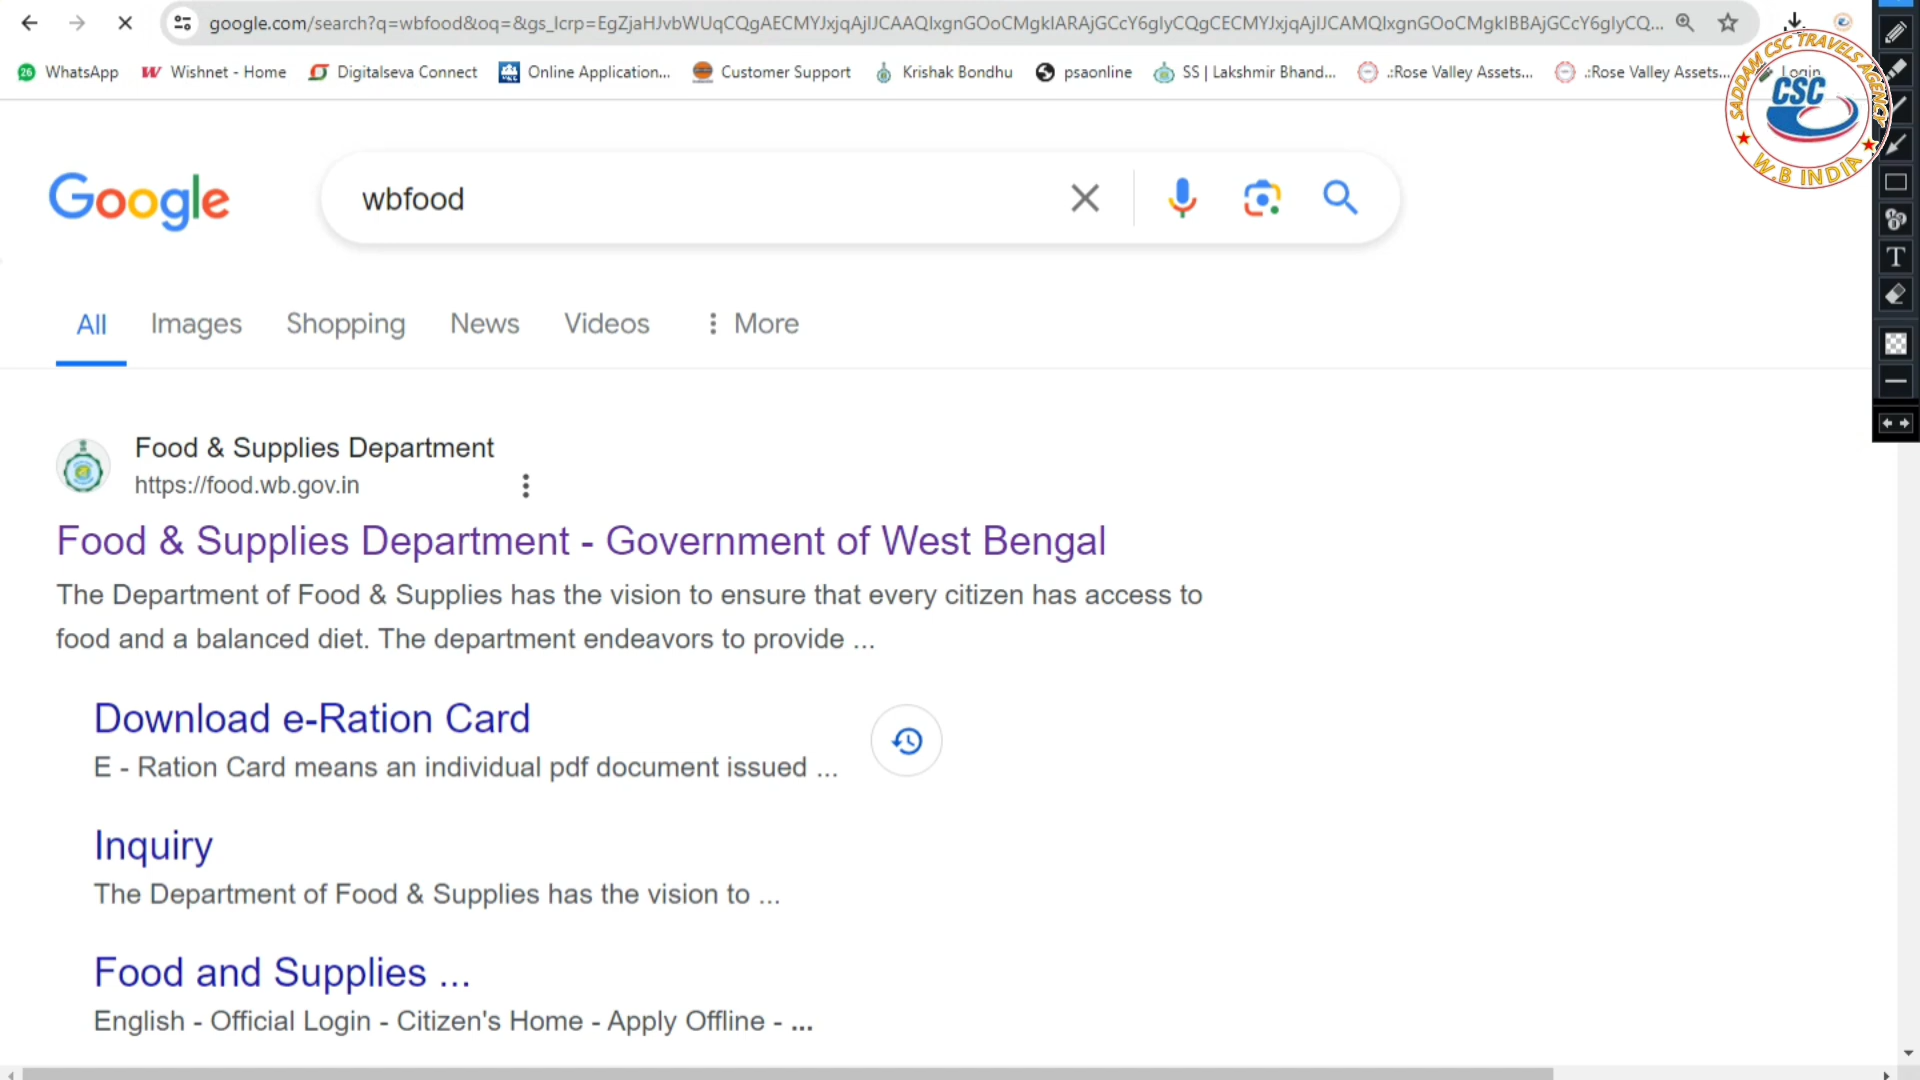 google.com/search?q=wbfood&oq=&gs_lcrp=EgZjaHJvbWUqCQgAECMYJxjqAjIJCAAQIxgnGOoCMgkIARAjGCcY6gIyCQgCECMYJxjqAjIJCAMQIxgnGOoCMgkIBBAjGCcY6gIyCQ...
26 WhatsApp Wishnet - Home Digitalseva Connect Online Application... Customer Support Krishak Bondhu psaonline SS | Lakshmir Bhand... .:Rose Valley Assets... .:Rose Valley Assets... Login
SADDAM CSC TRAVELS AGENCY
CSC
W.B INDIA
Google wbfood
All Images Shopping News Videos More
T
Food & Supplies Department
https://food.wb.gov.in
Food & Supplies Department - Government of West Bengal
The Department of Food & Supplies has the vision to ensure that every citizen has access to
food and a balanced diet. The department endeavors to provide ...
Download e-Ration Card
E - Ration Card means an individual pdf document issued ...
Inquiry
The Department of Food & Supplies has the vision to ...
Food and Supplies ...
English - Official Login - Citizen's Home - Apply Offline - ...